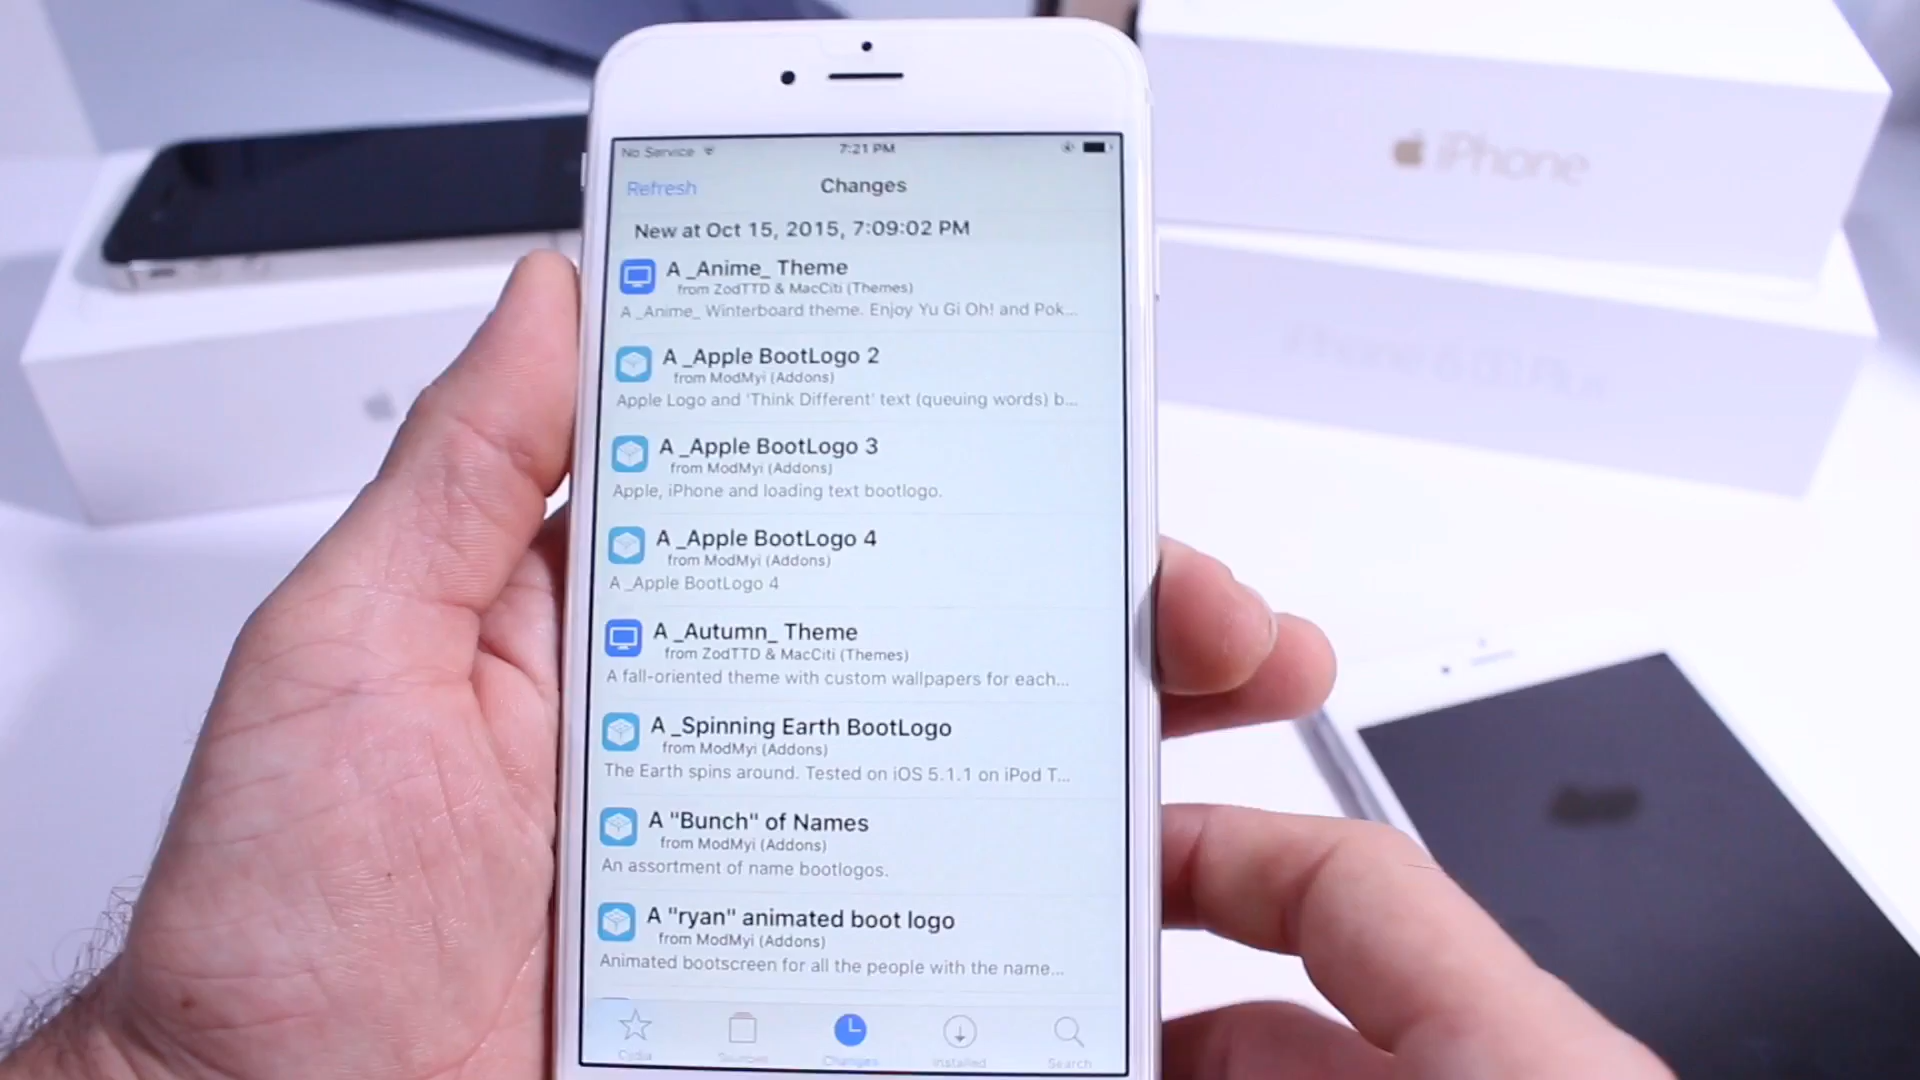 No Service
7:21 PM
Refresh
Changes
New at Oct 15, 2015, 7:09:02 PM
A _Anime_ Theme
from ZodTTD & MacCiti (Themes)
A _Anime_ Winterboard theme. Enjoy Yu Gi Oh! and Pok...
A _Apple BootLogo 2
from ModMyi (Addons)
Apple Logo and 'Think Different' text (queuing words) b...
A _Apple BootLogo 3
from ModMyi (Addons)
Apple, iPhone and loading text bootlogo.
A _Apple BootLogo 4
from ModMyi (Addons)
A _Apple BootLogo 4
A _Autumn_ Theme
from ZodTTD & MacCiti (Themes)
A fall-oriented theme with custom wallpapers for each...
A _Spinning Earth BootLogo
from ModMyi (Addons)
The Earth spins around. Tested on iOS 5.1.1 on iPod T...
A "Bunch" of Names
from ModMyi (Addons)
An assortment of name bootlogos.
A "ryan" animated boot logo
from ModMyi (Addons)
Animated bootscreen for all the people with the name...
Cydia
Sources
Changes
Installed
Search
iPhone